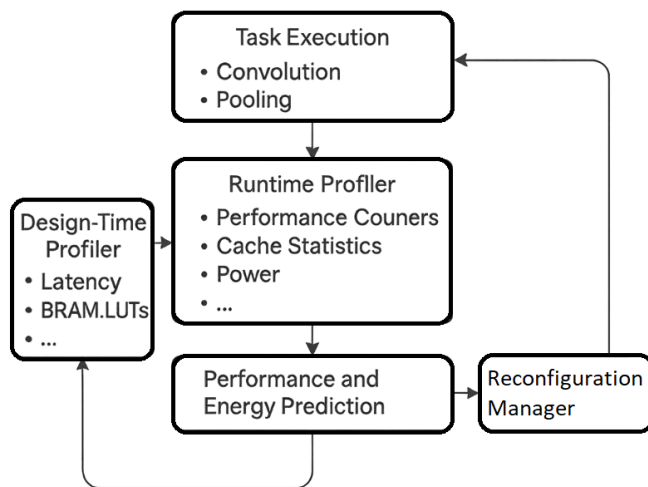 Task Execution
• Convolution
• Pooling
Runtime Profller
• Performance Couners
• Cache Statistics
• Power
• ...
Design-Time
Profiler
• Latency
• BRAM.LUTs
• ...
Performance and
Energy Prediction
Reconfiguration
Manager